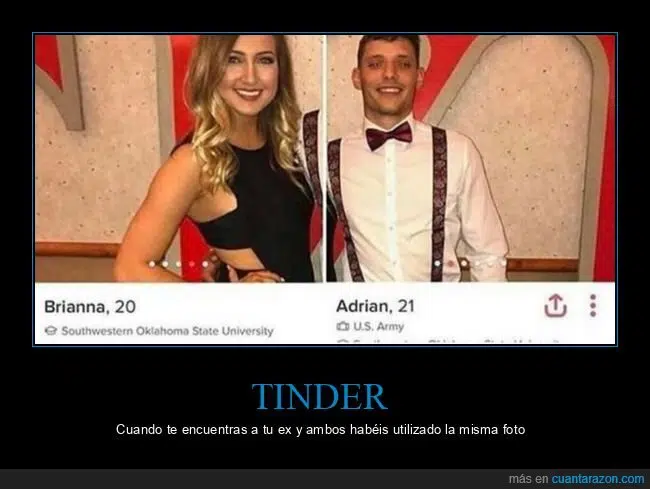 Brianna, 20
Southwestern Oklahoma State University
Adrian, 21
U.S. Army
TINDER
Cuando te encuentras a tu ex y ambos habéis utilizado la misma foto
más en cuantarazon.com